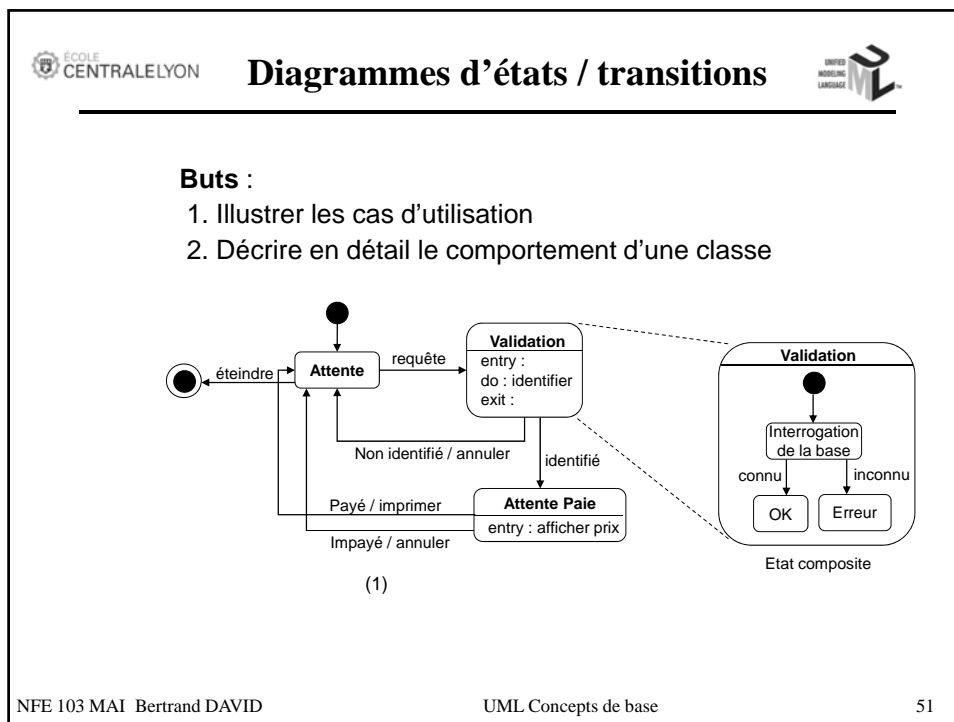 ÉCOLE
CENTRALELYON
Diagrammes d'états / transitions
UNIFIED
MODELING
LANGUAGE
UML
TM
Buts :
1. Illustrer les cas d'utilisation
2. Décrire en détail le comportement d'une classe
éteindre
Attente
requête
Validation
entry :
do : identifier
exit :
Non identifié / annuler
identifié
Payé / imprimer
Impayé / annuler
Attente Paie
entry : afficher prix
(1)
Validation
Interrogation
de la base
connu
inconnu
OK
Erreur
Etat composite
NFE 103 MAI Bertrand DAVID
UML Concepts de base
51